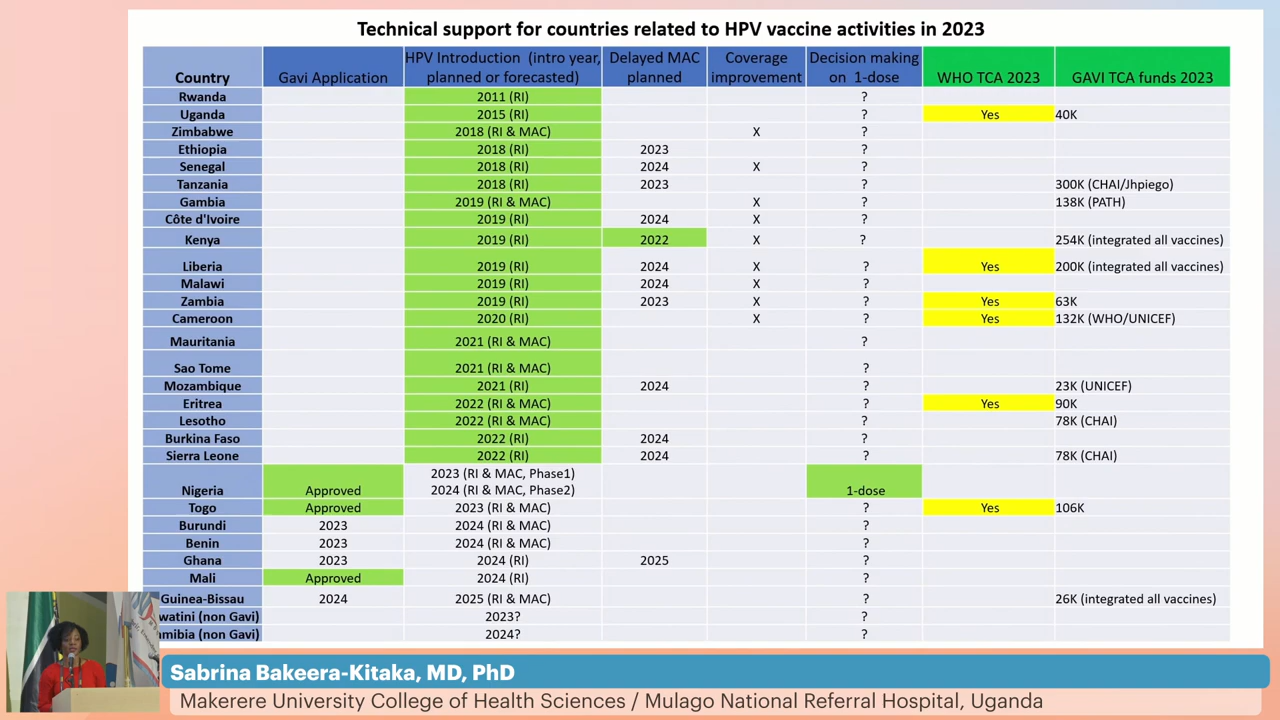 Technical support for countries related to HPV vaccine activities in 2023
Country Gavi Application HPV Introduction (intro year, planned or forecasted) Delayed MAC planned Coverage improvement Decision making on 1-dose WHO TCA 2023 GAVI TCA funds 2023
Rwanda 2011 (RI) ?
Uganda 2015 (RI) ? Yes 40K
Zimbabwe 2018 (RI & MAC) X ?
Ethiopia 2018 (RI) 2023 ?
Senegal 2018 (RI) 2024 X ?
Tanzania 2018 (RI) 2023 ? 300K (CHAI/Jhpiego)
Gambia 2019 (RI & MAC) X ? 138K (PATH)
Côte d'Ivoire 2019 (RI) 2024 X ?
Kenya 2019 (RI) 2022 X ? 254K (integrated all vaccines)
Liberia 2019 (RI) 2024 X ? Yes 200K (integrated all vaccines)
Malawi 2019 (RI) 2024 X ?
Zambia 2019 (RI) 2023 X ? Yes 63K
Cameroon 2020 (RI) X ? Yes 132K (WHO/UNICEF)
Mauritania 2021 (RI & MAC) ?
Sao Tome 2021 (RI & MAC) ?
Mozambique 2021 (RI) 2024 ? 23K (UNICEF)
Eritrea 2022 (RI & MAC) ? Yes 90K
Lesotho 2022 (RI & MAC) ? 78K (CHAI)
Burkina Faso 2022 (RI) 2024 ?
Sierra Leone 2022 (RI) 2024 ? 78K (CHAI)
2023 (RI & MAC, Phase1)
Nigeria Approved 2024 (RI & MAC, Phase2) 1-dose
Togo Approved 2023 (RI & MAC) ? Yes 106K
Burundi 2023 2024 (RI & MAC) ?
Benin 2023 2024 (RI & MAC) ?
Ghana 2023 2024 (RI) 2025 ?
Mali Approved 2024 (RI) ?
Guinea-Bissau 2024 2025 (RI & MAC) ? 26K (integrated all vaccines)
watini (non Gavi) 2023? ?
mibia (non Gavi) 2024? ?
Sabrina Bakeera-Kitaka, MD, PhD
Makerere University College of Health Sciences / Mulago National Referral Hospital, Uganda